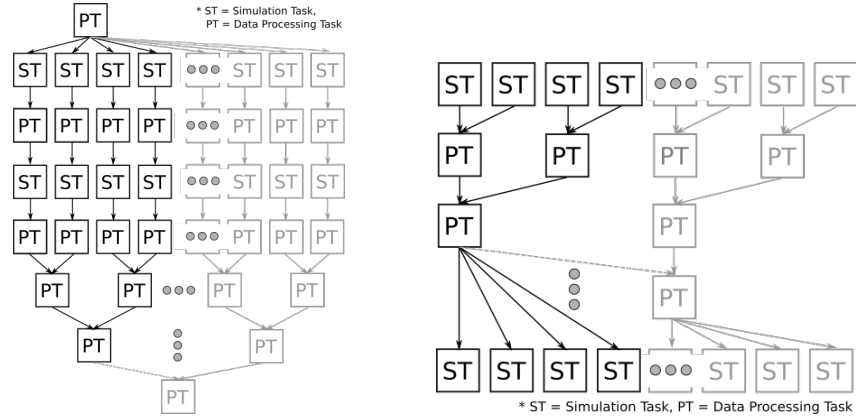 PT
* ST = Simulation Task,
PT = Data Processing Task
ST ST ST ST ST ST ST
PT PT PT PT PT PT PT
ST ST ST ST ST ST ST
PT PT PT PT PT PT PT
PT PT PT PT
PT PT
PT
ST ST ST ST ST ST ST
PT PT PT PT
PT PT
PT
ST ST ST ST ST ST ST
* ST = Simulation Task, PT = Data Processing Task